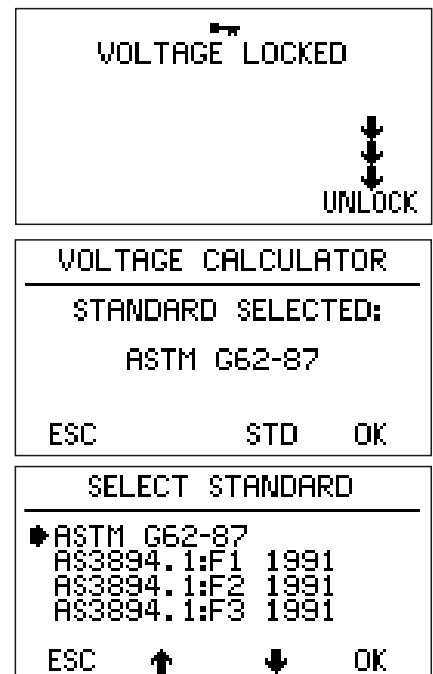 VOLTAGE LOCKED
UNLOCK
VOLTAGE CALCULATOR
STANDARD SELECTED:
ASTM G62-87
ESC STD OK
SELECT STANDARD
ASTM G62-87
AS3894.1:F1 1991
AS3894.1:F2 1991
AS3894.1:F3 1991
ESC OK